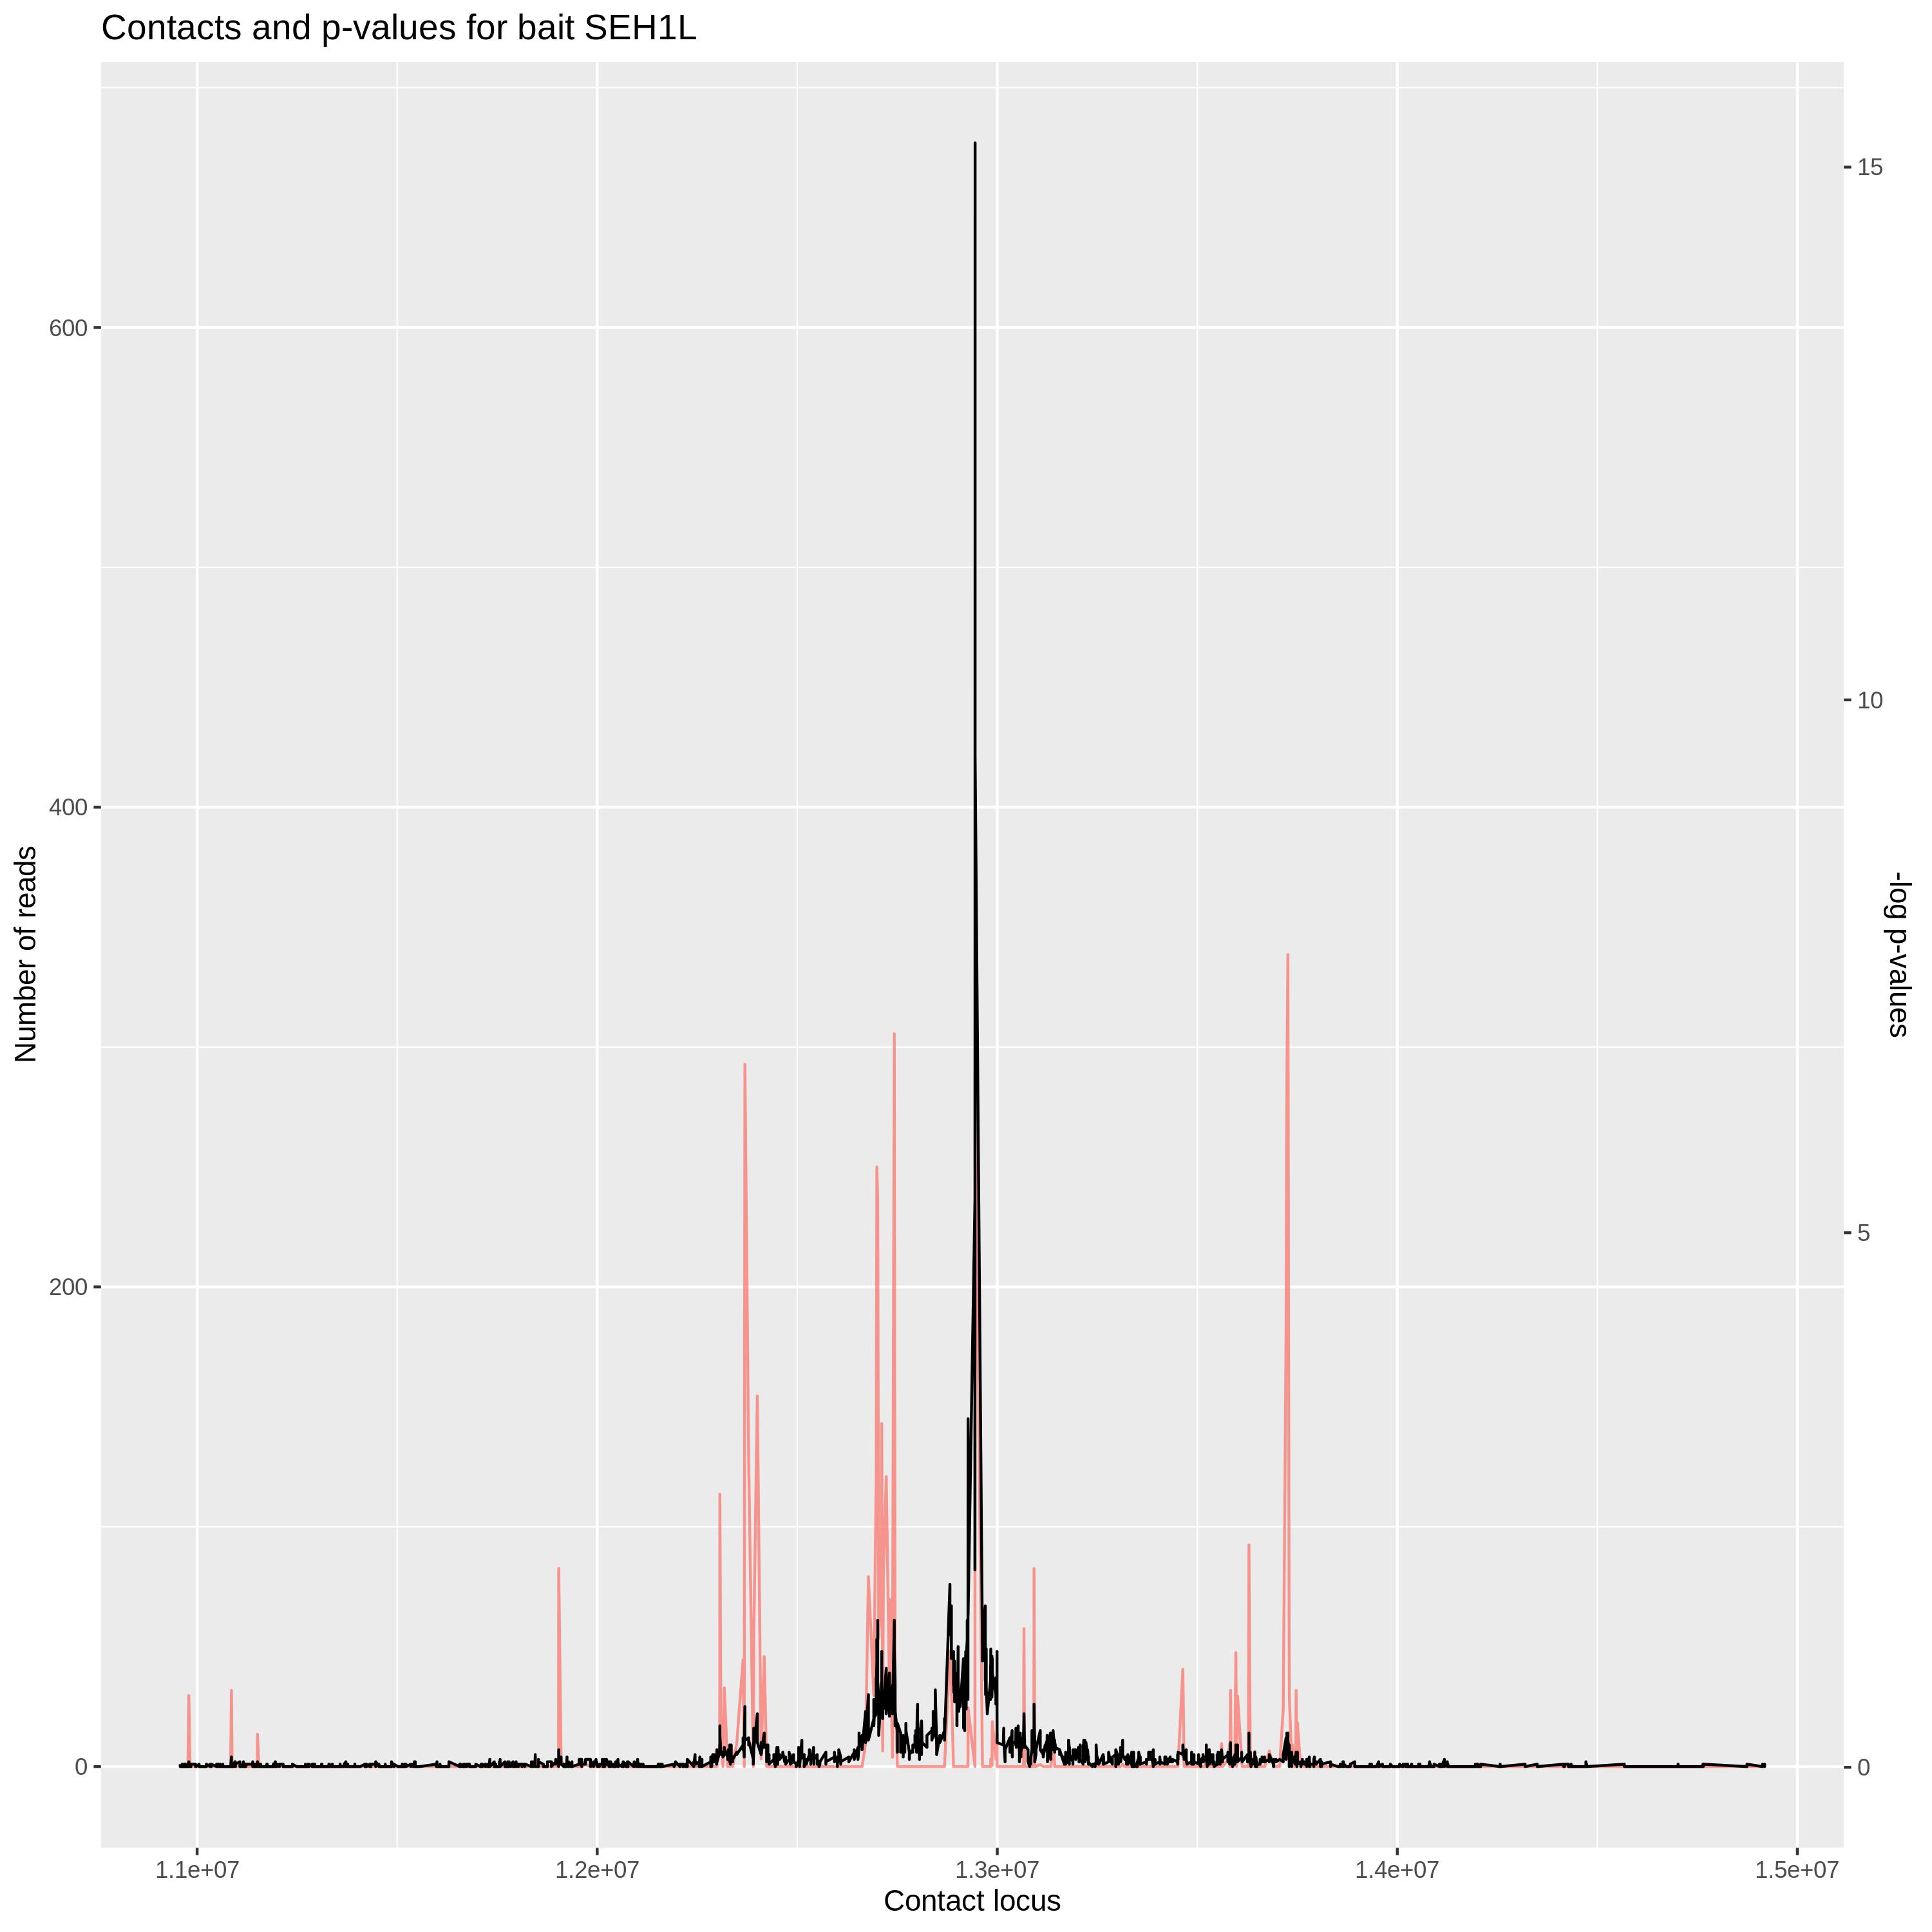 Contacts and p-values for bait SEH1L
Number of reads
600
400
200
0
15
10
5
0
-log p-values
1.1e+07 1.2e+07 1.3e+07 1.4e+07 1.5e+07
Contact locus